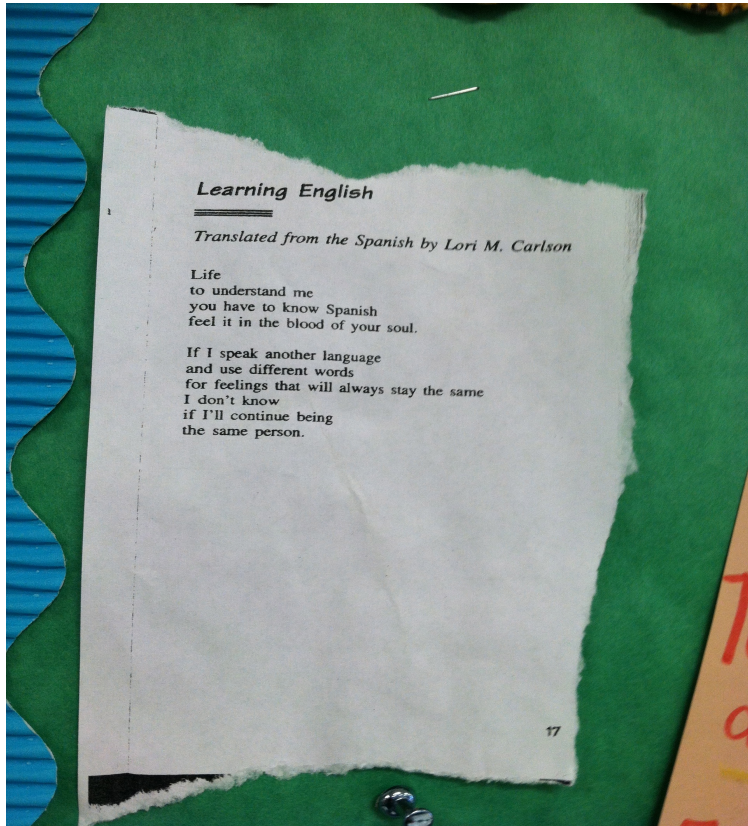 Learning English
Translated from the Spanish by Lori M. Carlson
Life
to understand me
you have to know Spanish
feel it in the blood of your soul.
If I speak another language
and use different words
for feelings that will always stay the same
I don't know
if I'll continue being
the same person.
17